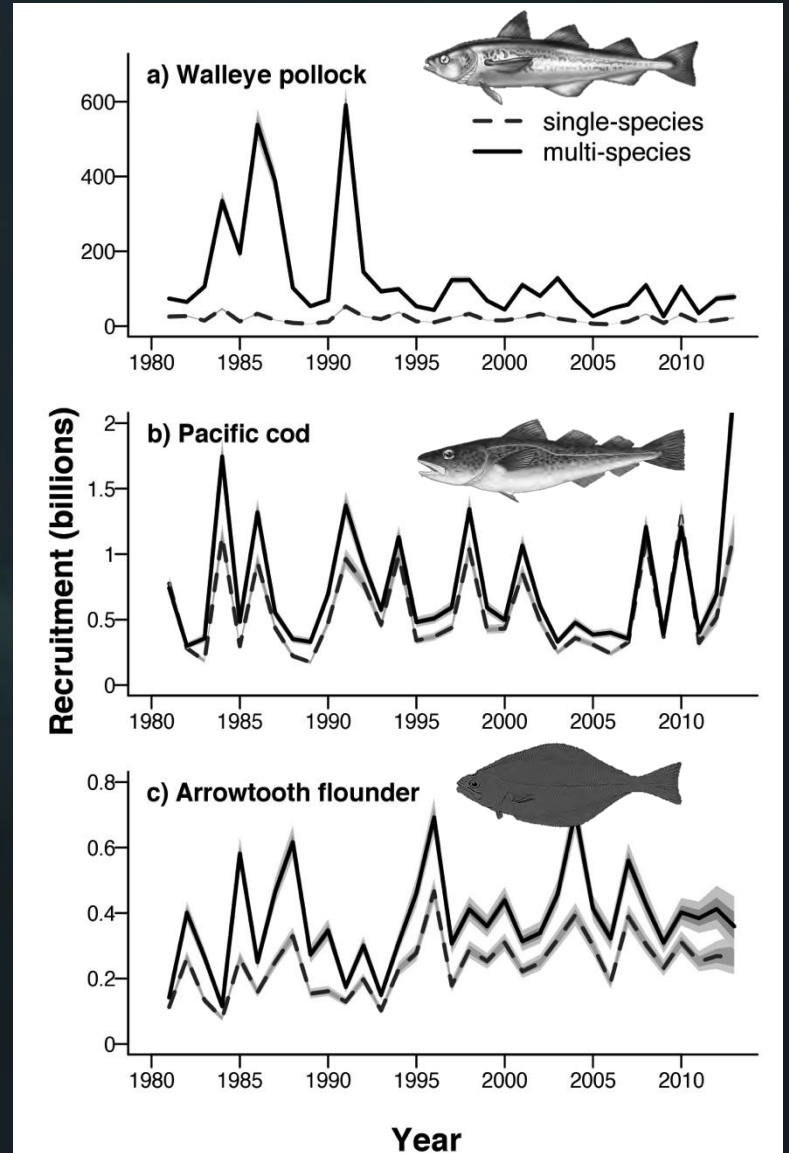 a) Walleye pollock
single-species
multi-species
600
400
200
0
1980 1985 1990 1995 2000 2005 2010
b) Pacific cod
2
1.5
1
0.5
0
1980 1985 1990 1995 2000 2005 2010
Recruitment (billions)
c) Arrowtooth flounder
0.8
0.6
0.4
0.2
0
1980 1985 1990 1995 2000 2005 2010
Year